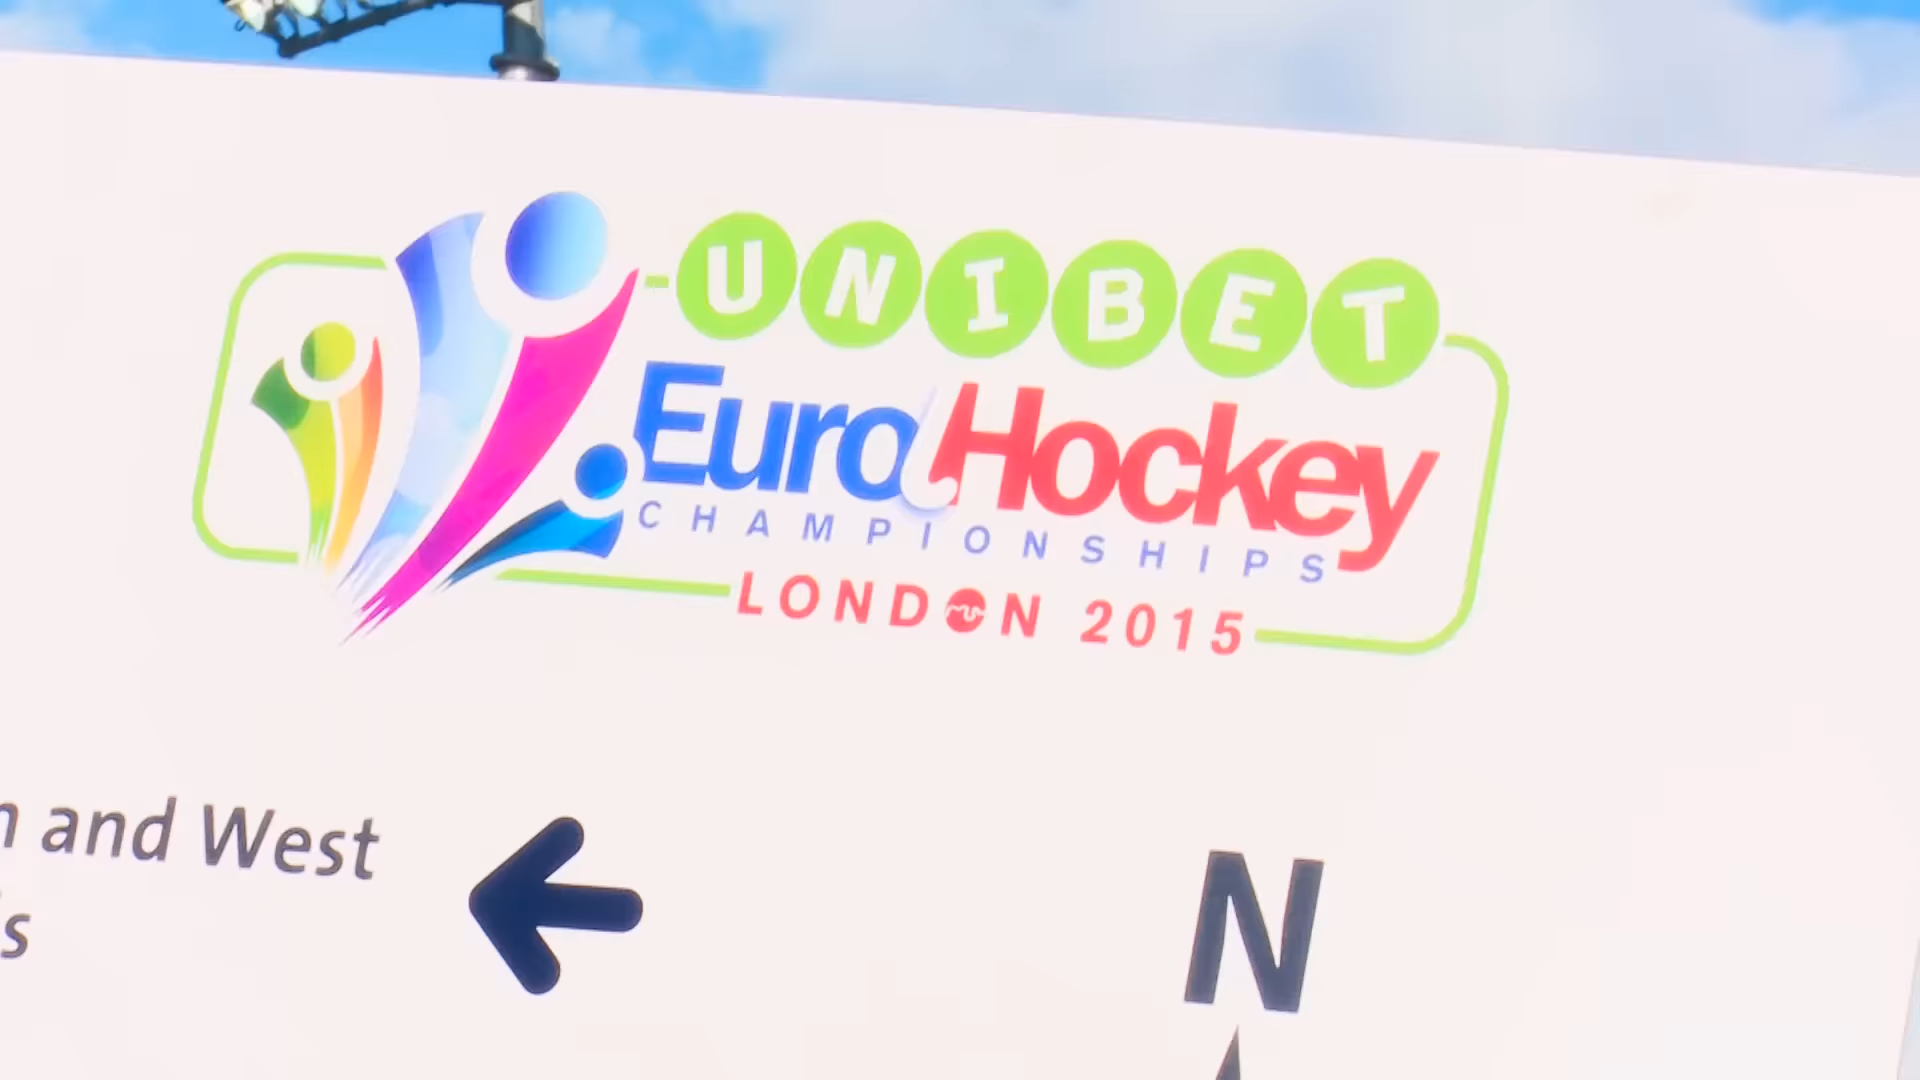 UNIBET
EuroHockey
CHAMPIONSHIPS
LONDON 2015
and West
N